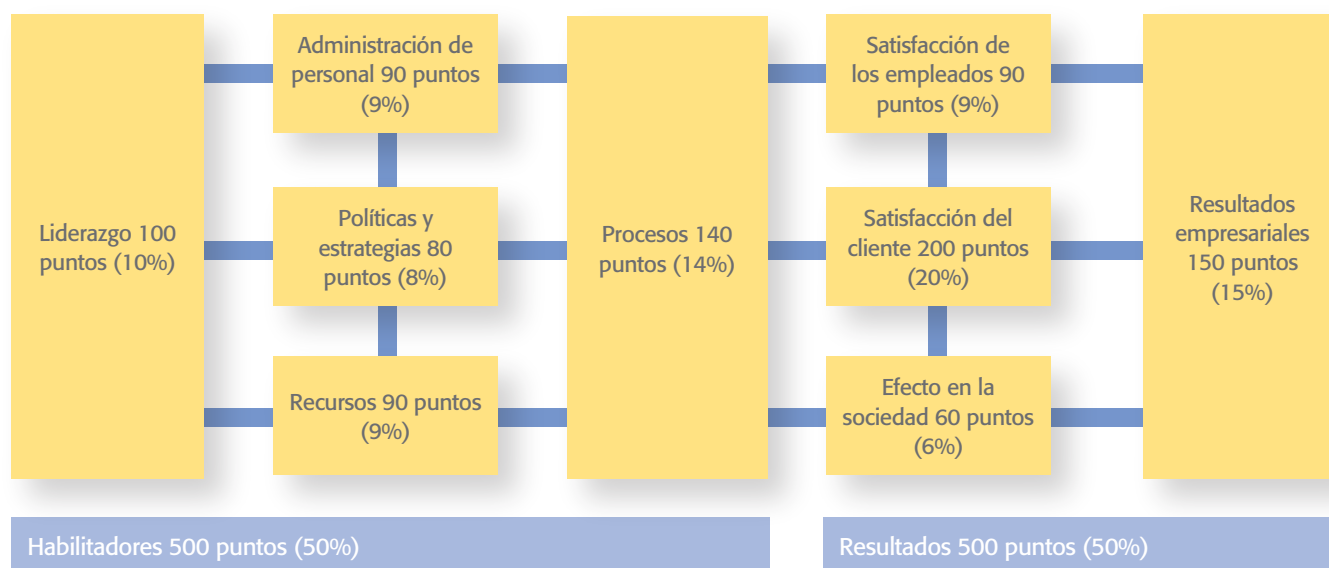 Liderazgo 100
puntos (10%)
Administración de
personal 90 puntos
(9%)
Políticas y
estrategias 80
puntos (8%)
Recursos 90 puntos
(9%)
Procesos 140
puntos (14%)
Satisfacción de
los empleados 90
puntos (9%)
Satisfacción del
cliente 200 puntos
(20%)
Efecto en la
sociedad 60 puntos
(6%)
Resultados
empresariales
150 puntos
(15%)
Habilitadores 500 puntos (50%)
Resultados 500 puntos (50%)